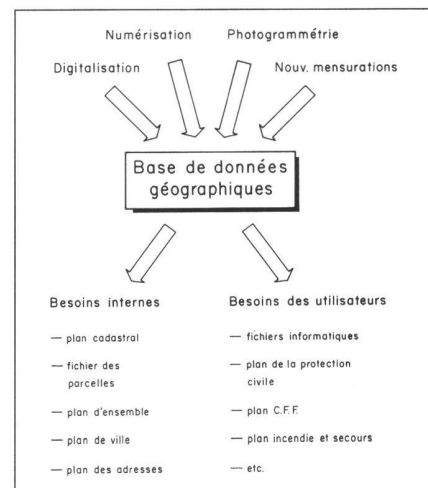 Numérisation
Photogrammétrie
Digitalisation
Nouv. mensurations
Base de données
géographiques
Besoins internes
— plan cadastral
— fichier des
parcelles
— plan d'ensemble
— plan de ville
— plan des adresses
Besoins des utilisateurs
— fichiers informatiques
— plan de la protection
civile
— plan C.F.F.
— plan incendie et secours
— etc.